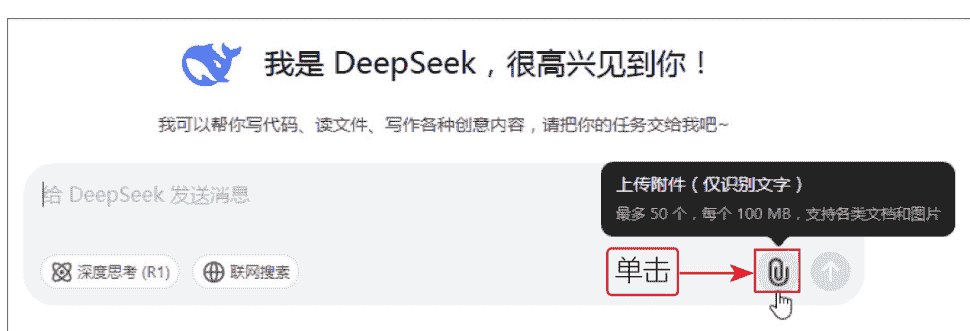 我是 DeepSeek，很高兴见到你！
我可以帮你写代码、读文件、写作各种创意内容，请把你的任务交给我吧~
给 DeepSeek 发送消息
上传附件（仅识别文字）
最多 50 个，每个 100 MB，支持各类文档和图片
深度思考 (R1)
联网搜索
单击